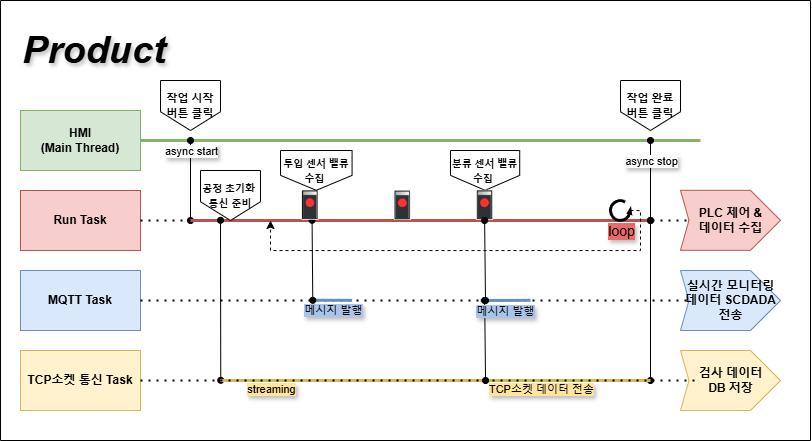 Product
작업 시작
버튼 클릭
작업 완료
버튼 클릭
HMI
(Main Thread)
async start
투입 센서 밸류
수집
분류 센서 밸류
수집
async stop
공정 초기화
통신 준비
Run Task
loop
PLC 제어 &
데이터 수집
MQTT Task
메시지 발행
메시지 발행
실시간 모니터링
데이터 SCDADA
전송
TCP소켓 통신 Task
streaming
TCP소켓 데이터 전송
검사 데이터
DB 저장